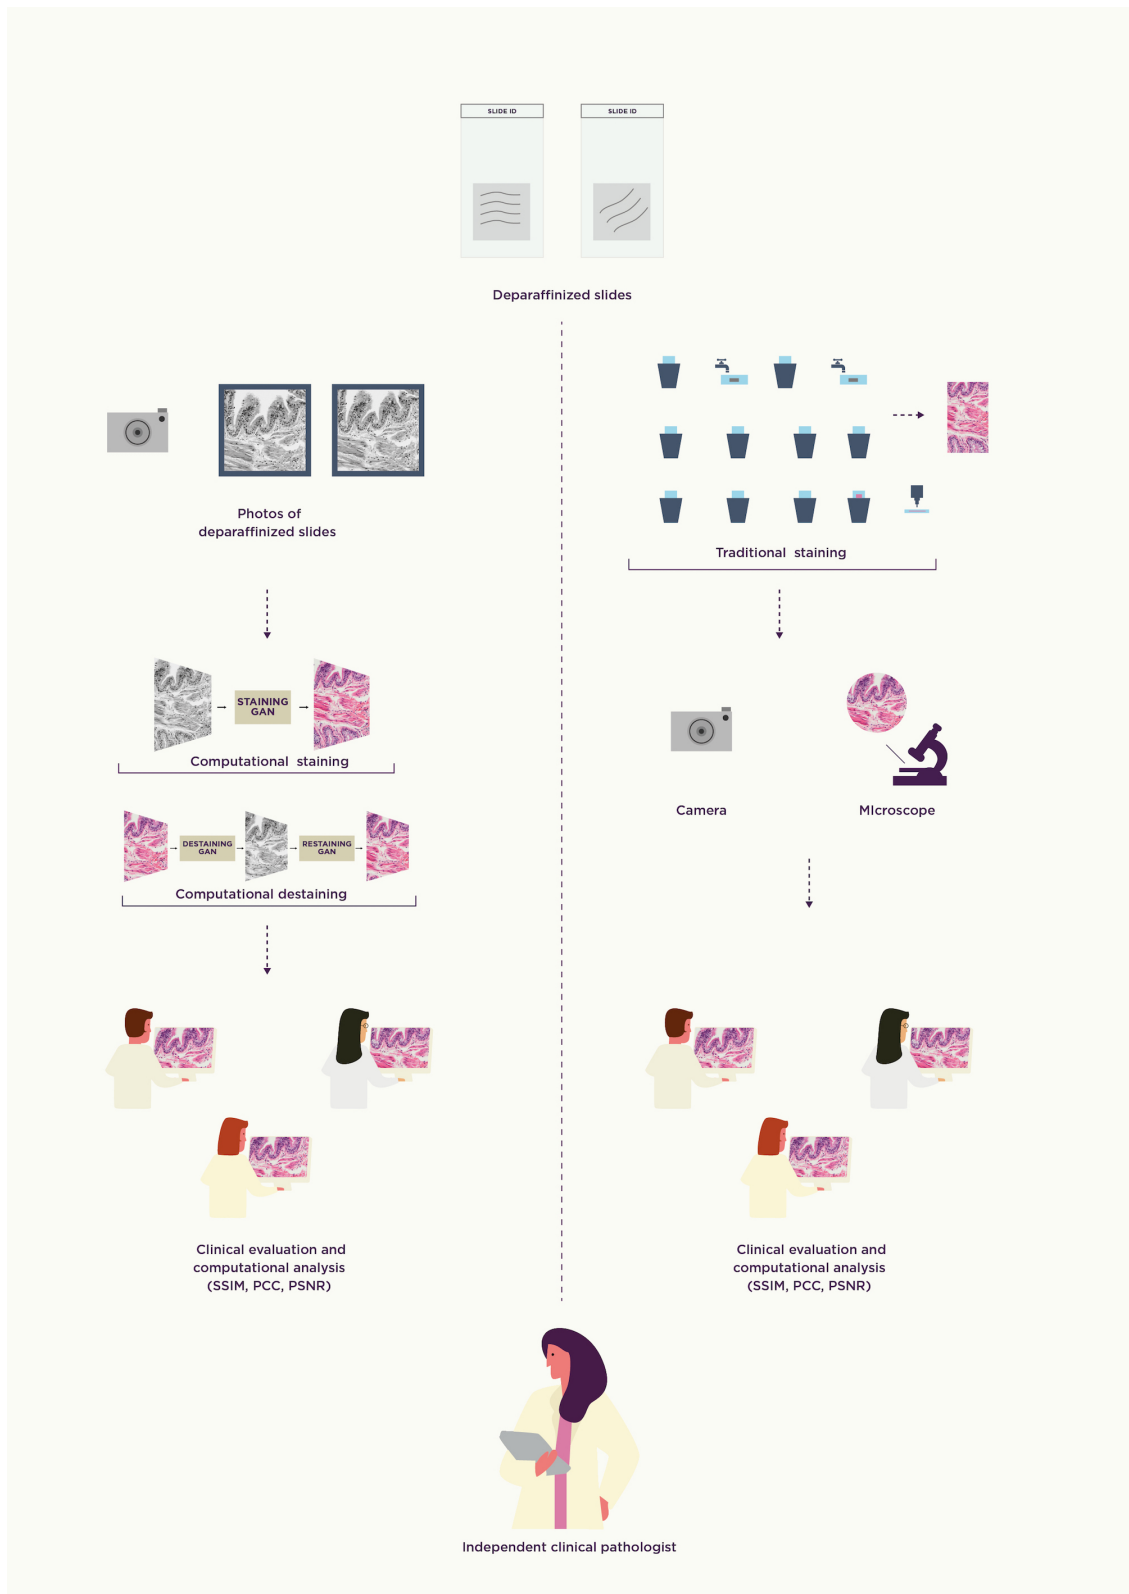 SLIDE ID
SLIDE ID
Deparaffinized slides
Photos of
deparaffinized slides
STAINING
GAN
Computational staining
DESTAINING
GAN
RESTAINING
GAN
Computational destaining
Clinical evaluation and
computational analysis
(SSIM, PCC, PSNR)
Traditional staining
Camera
MIcroscope
Clinical evaluation and
computational analysis
(SSIM, PCC, PSNR)
Independent clinical pathologist